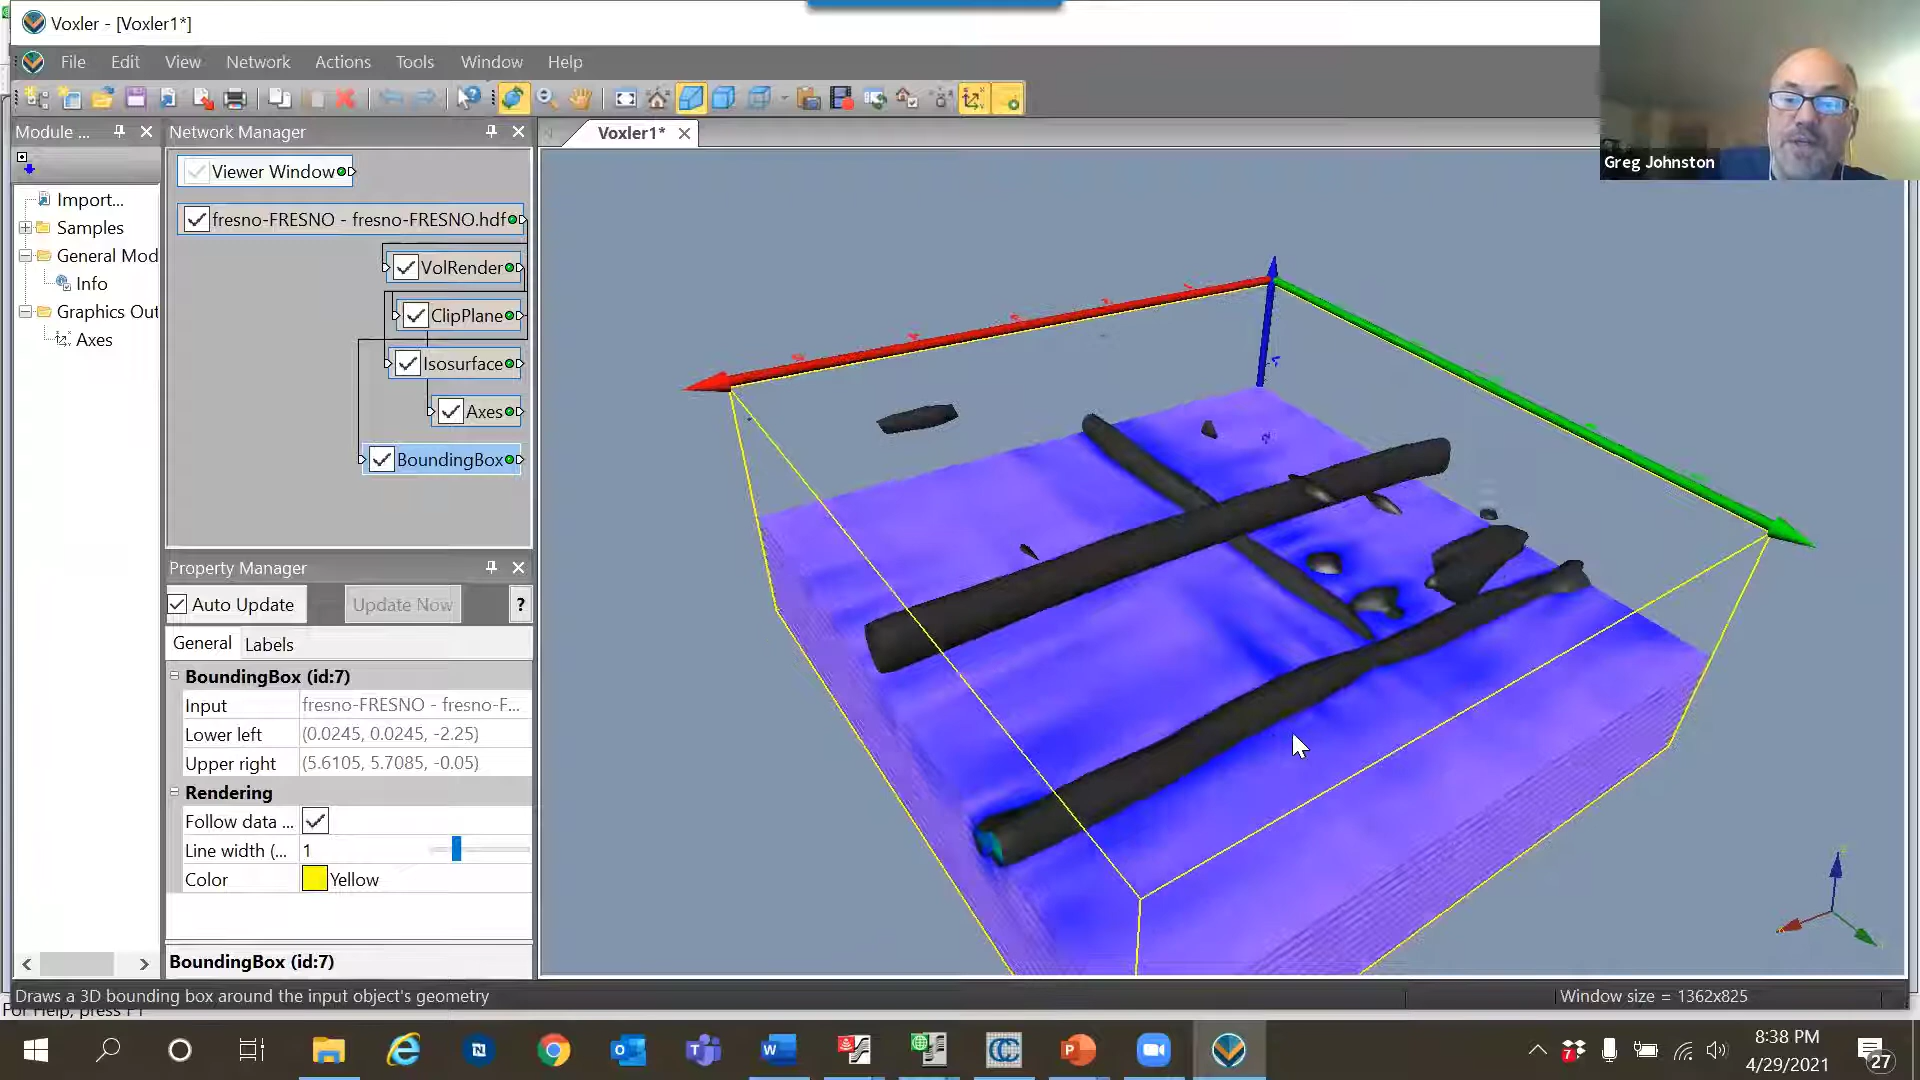 Voxler - [Voxler1*]
File Edit View Network Actions Tools Window Help
Greg Johnston
Module ...
Import...
Samples
General Mod
Info
Graphics Out
Axes
Network Manager
Viewer Window
fresno-FRESNO - fresno-FRESNO.hdf
VolRender
ClipPlane
Isosurface
Axes
BoundingBox
Property Manager
Auto Update Update Now ?
General Labels
BoundingBox (id:7)
Input fresno-FRESNO - fresno-F...
Lower left (0.0245, 0.0245, -2.25)
Upper right (5.6105, 5.7085, -0.05)
Rendering
Follow data ...
Line width (... 1
Color Yellow
BoundingBox (id:7)
Voxler1*
Draws a 3D bounding box around the input object's geometry
Window size = 1362x825
For Help, press F1
8:38 PM
4/29/2021
27